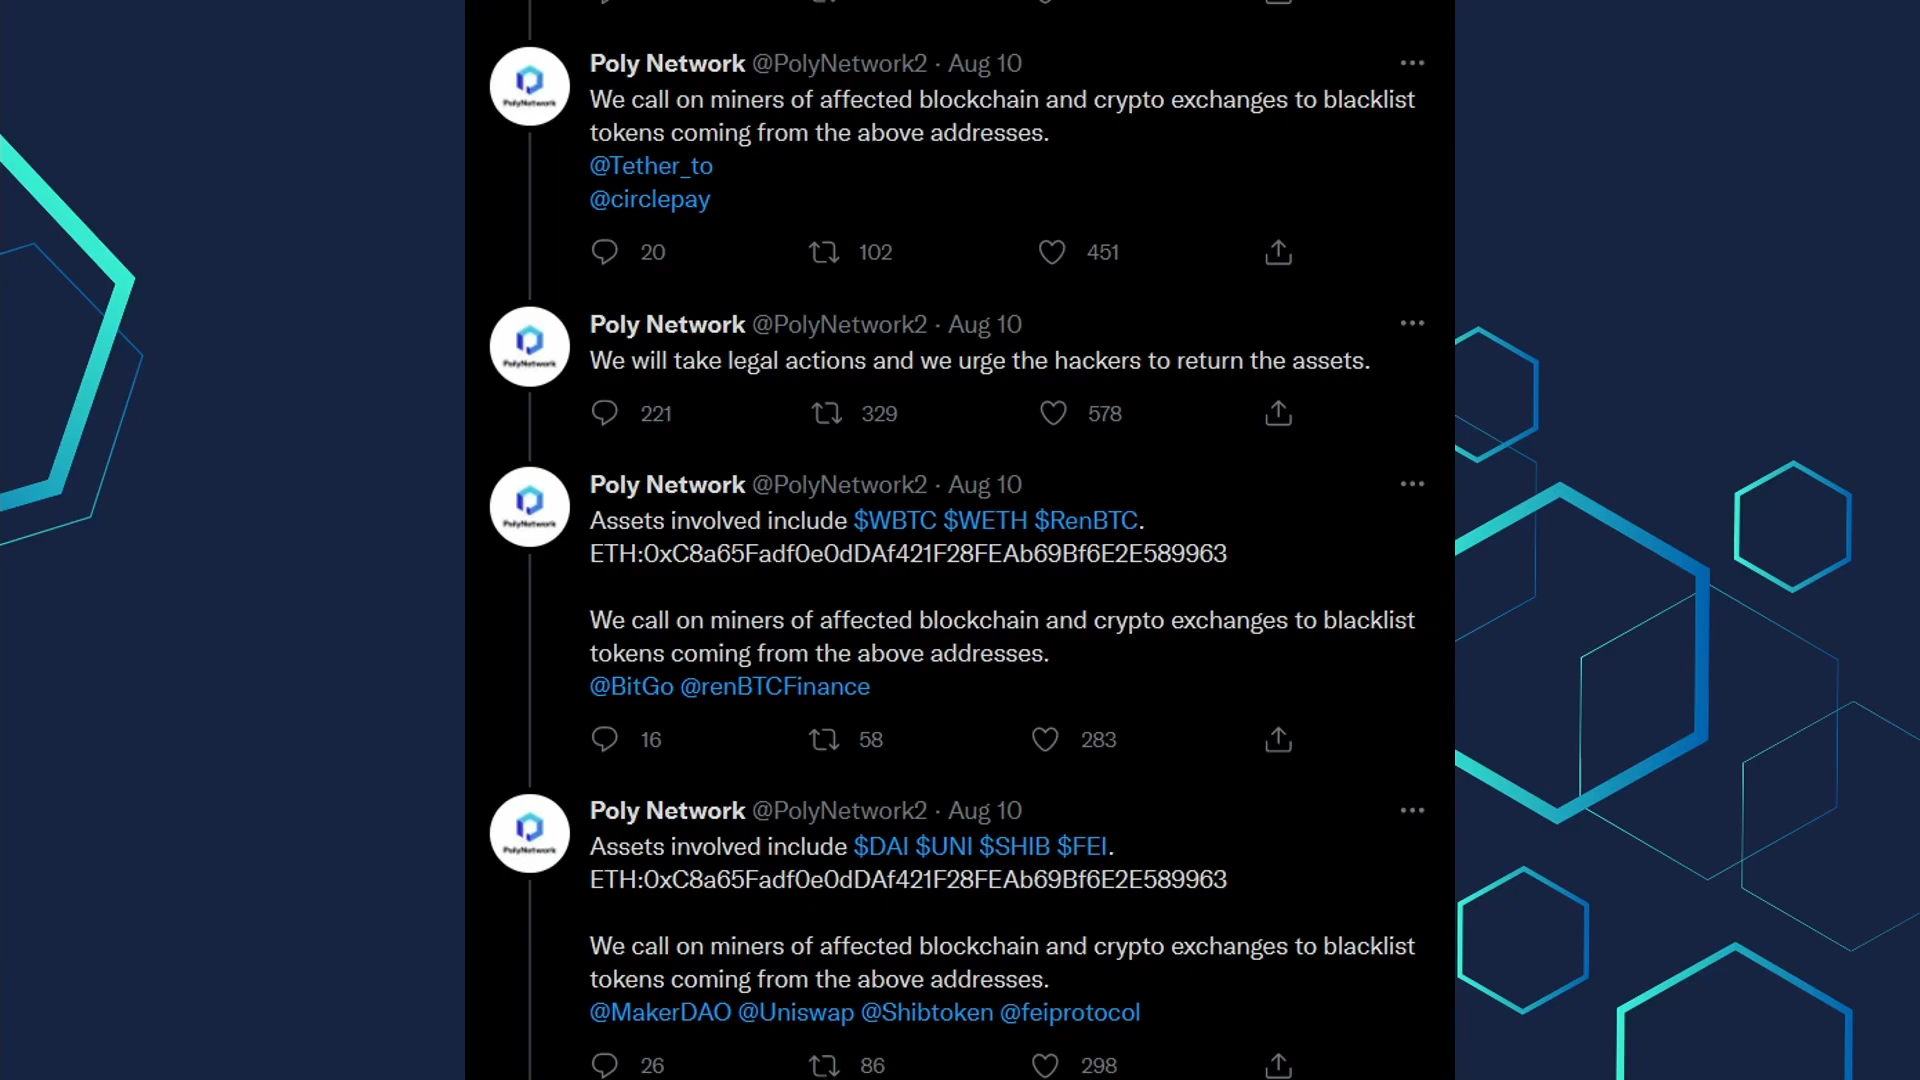 Poly Network @PolyNetwork2 · Aug 10
We call on miners of affected blockchain and crypto exchanges to blacklist
tokens coming from the above addresses.
@Tether_to
@circlepay
20 102 451
PolyNetwork
Poly Network @PolyNetwork2 · Aug 10
We will take legal actions and we urge the hackers to return the assets.
221 329 578
PolyNetwork
Poly Network @PolyNetwork2 · Aug 10
Assets involved include $WBTC $WETH $RenBTC.
ETH:0xC8a65Fadf0e0dDAf421F28FEAb69Bf6E2E589963
We call on miners of affected blockchain and crypto exchanges to blacklist
tokens coming from the above addresses.
@BitGo @renBTCFinance
16 58 283
PolyNetwork
Poly Network @PolyNetwork2 · Aug 10
Assets involved include $DAI $UNI $SHIB $FEI.
ETH:0xC8a65Fadf0e0dDAf421F28FEAb69Bf6E2E589963
We call on miners of affected blockchain and crypto exchanges to blacklist
tokens coming from the above addresses.
@MakerDAO @Uniswap @Shibtoken @feiprotocol
26 86 298
PolyNetwork